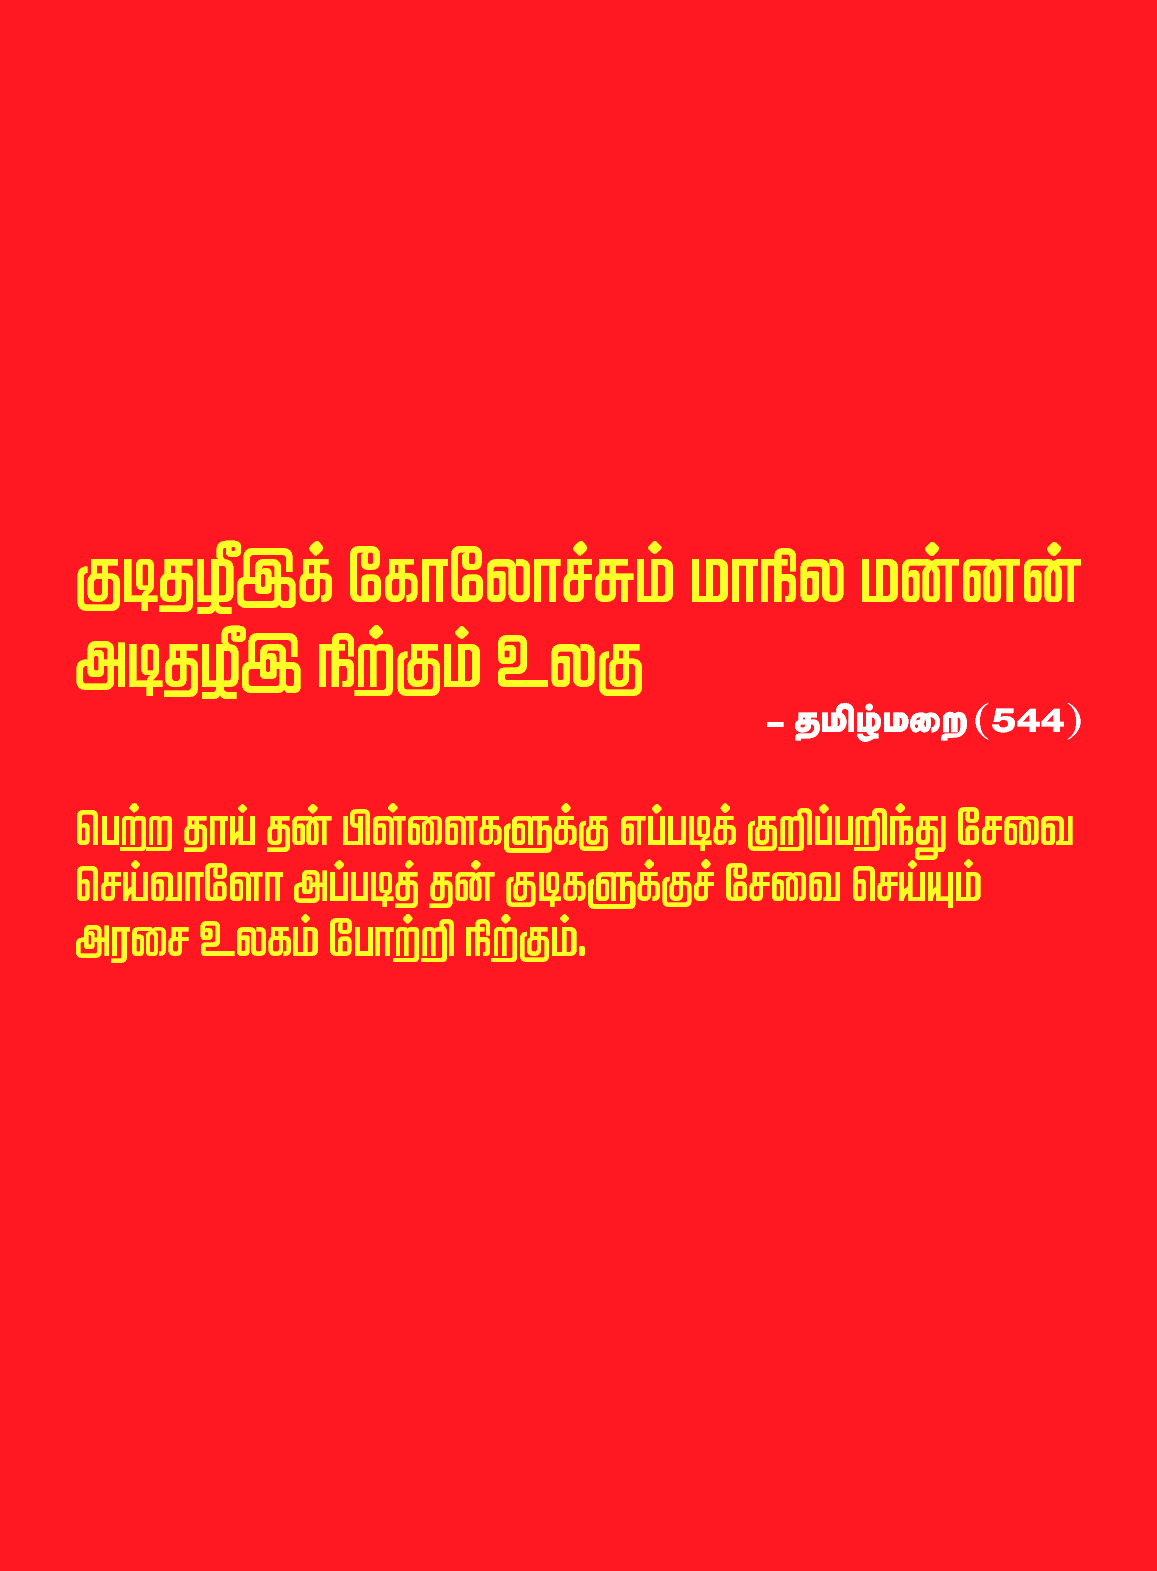 குடிதழீஇக் கோலோச்சும் மாநில மன்னன்
அடிதழீஇ நிற்கும் உலகு
– தமிழ்மறை (544)
பெற்ற தாய் தன் பிள்ளைகளுக்கு எப்படிக் குறிப்பறிந்து சேவை
செய்வாளோ அப்படித் தன் குடிகளுக்குச் சேவை செய்யும்
அரசை உலகம் போற்றி நிற்கும்.